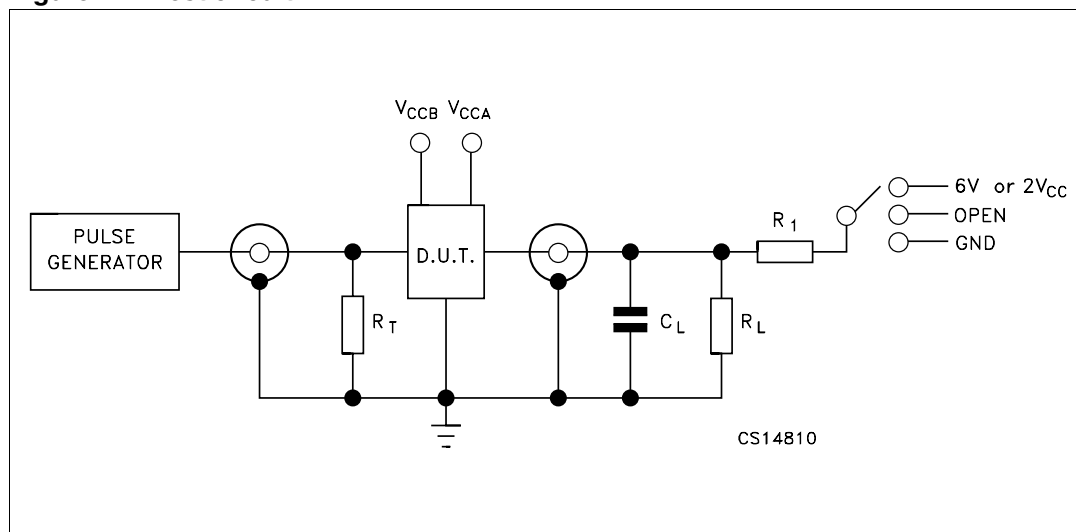 V_CCB V_CCA
PULSE
GENERATOR
D.U.T.
R_T
C_L
R_L
R_1
6V or 2V_CC
OPEN
GND
CS14810